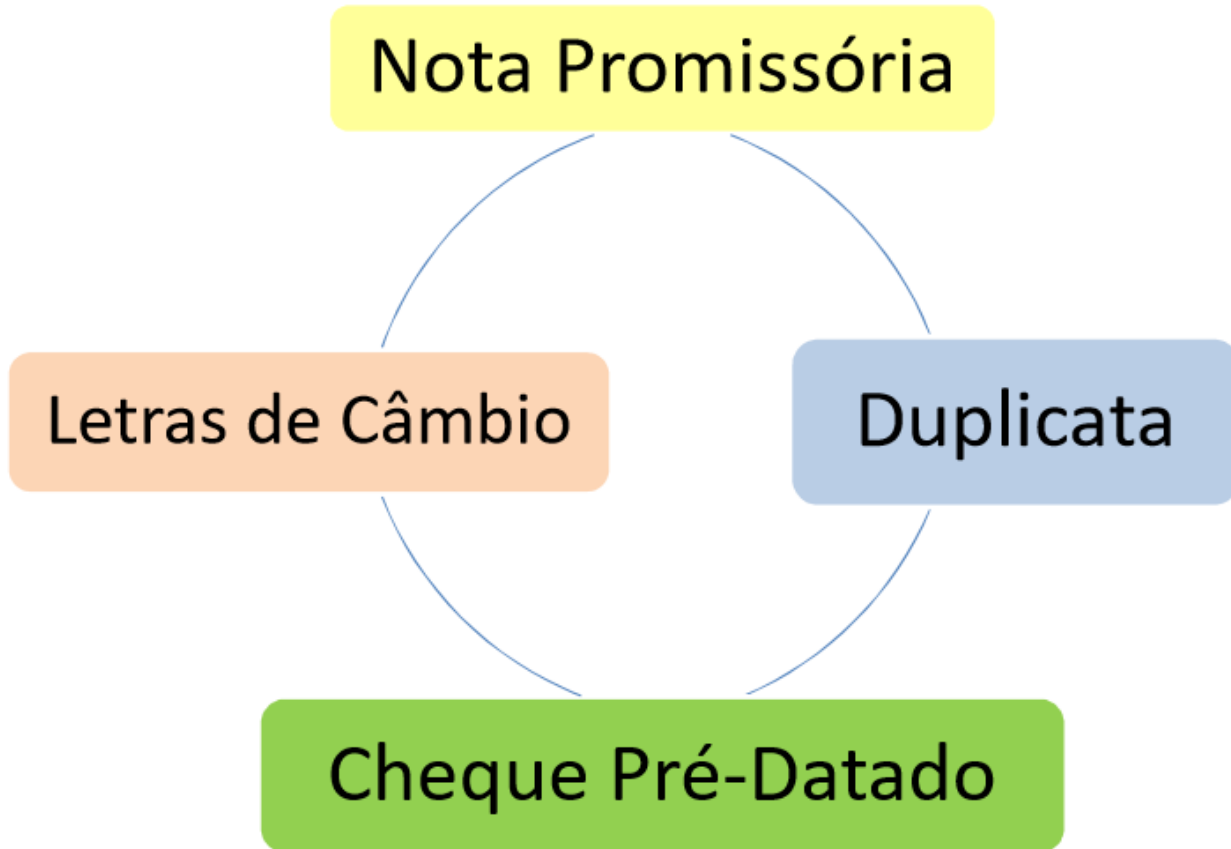 Nota Promissória
Letras de Câmbio
Duplicata
Cheque Pré-Datado